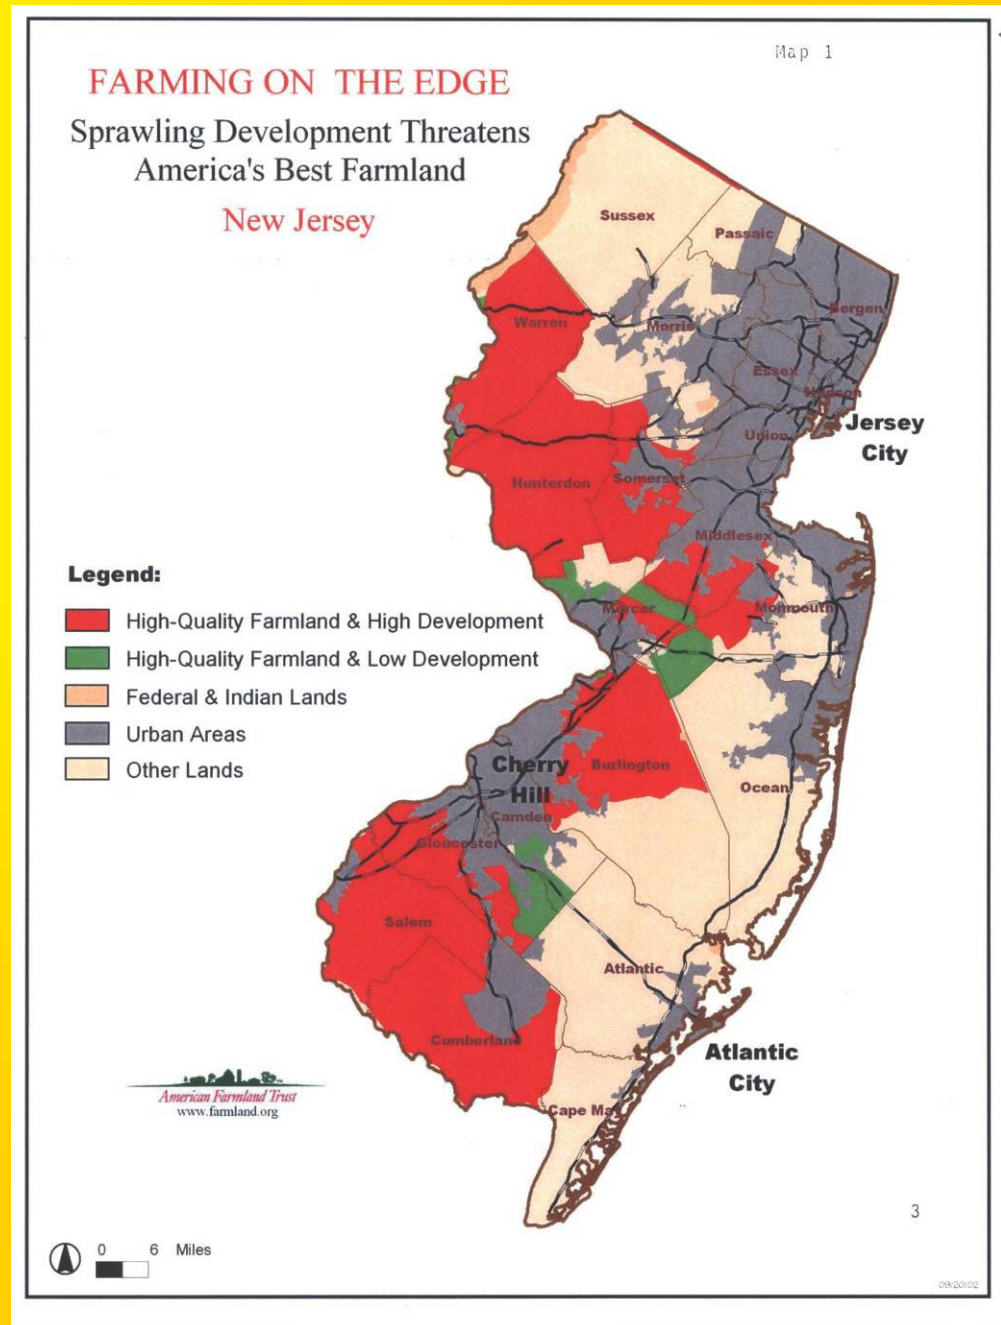 Map 1
FARMING ON THE EDGE
Sprawling Development Threatens
America's Best Farmland
New Jersey
Sussex
Passaic
Bergen
Warren
Morris
Essex
Hudson
Jersey
City
Union
Hunterdon
Somerset
Middlesex
Mercer
Monmouth
Legend:
High-Quality Farmland & High Development
High-Quality Farmland & Low Development
Federal & Indian Lands
Urban Areas
Other Lands
Cherry
Hill
Burlington
Ocean
Camden
Gloucester
Salem
Atlantic
Cumberland
Atlantic
City
Cape May
American Farmland Trust
www.farmland.org
3
0 6 Miles
09/20/02